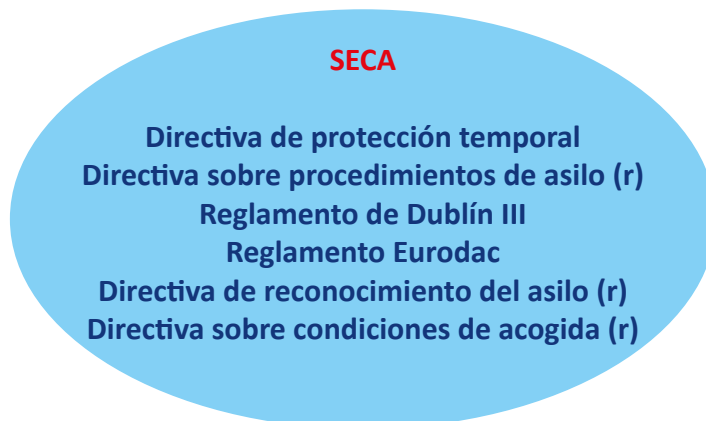 SECA
Directiva de protección temporal
Directiva sobre procedimientos de asilo (r)
Reglamento de Dublín III
Reglamento Eurodac
Directiva de reconocimiento del asilo (r)
Directiva sobre condiciones de acogida (r)